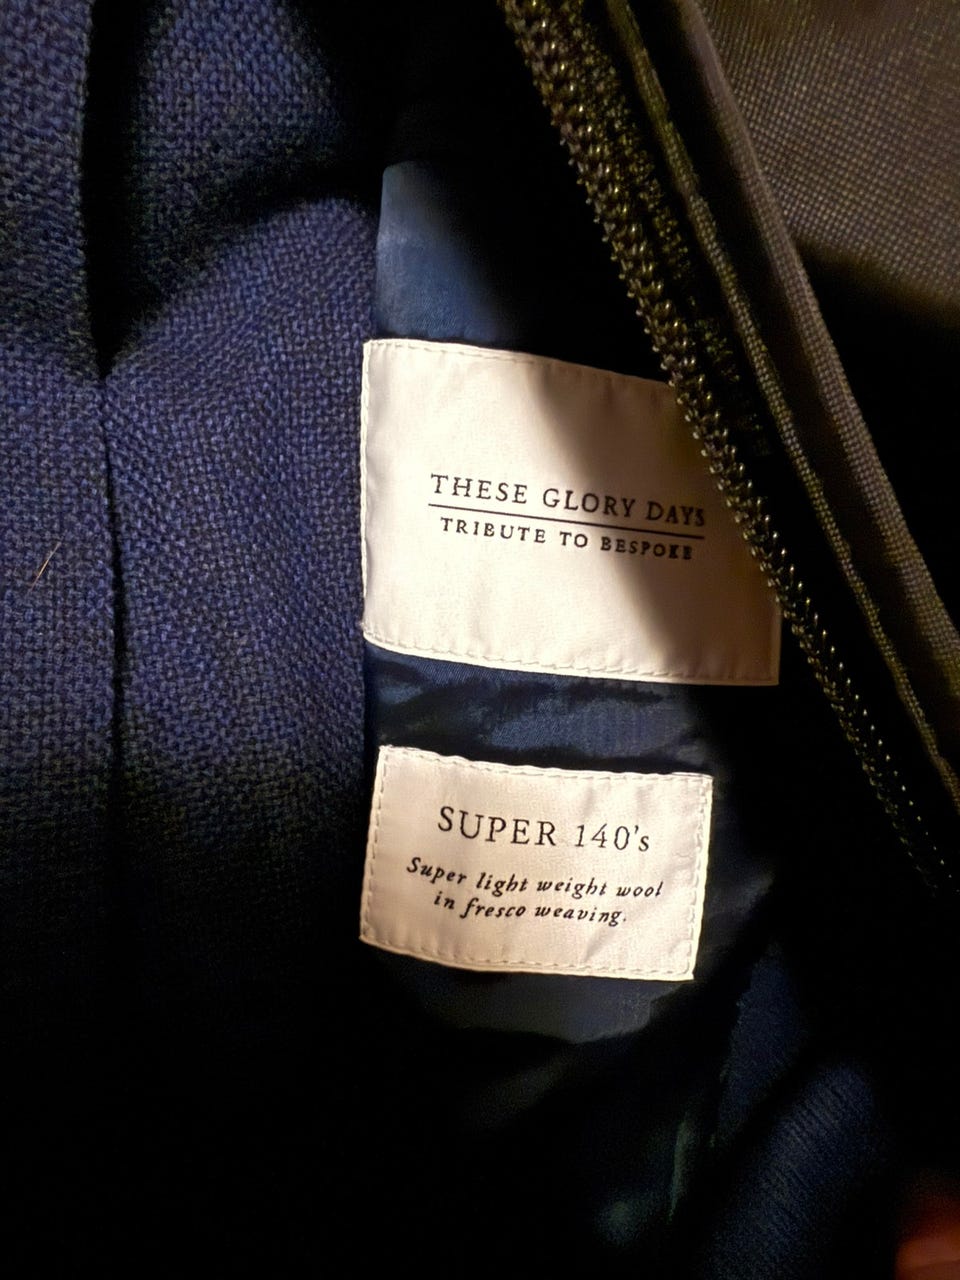 THESE GLORY DAYS
TRIBUTE TO BESPOKE
SUPER 140's
Super light weight wool
in fresco weaving.